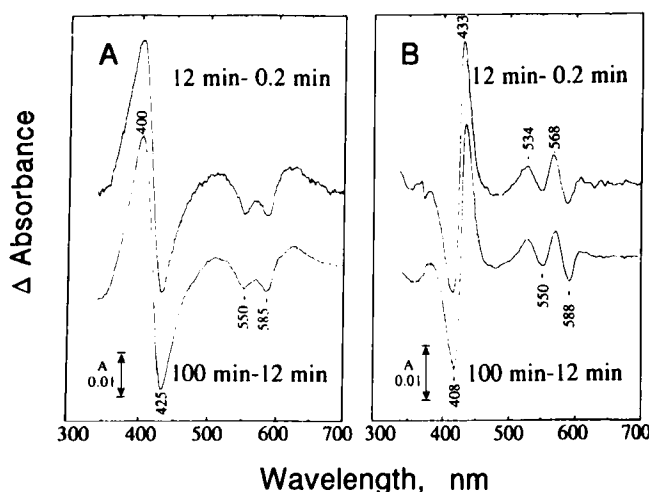 A
B
12 min- 0.2 min
12 min- 0.2 min
400
433
534
568
550
585
425
550
588
408
A
0.01
A
0.01
100 min-12 min
100 min-12 min
300 400 500 600 700
300 400 500 600 700
Δ Absorbance
Wavelength, nm